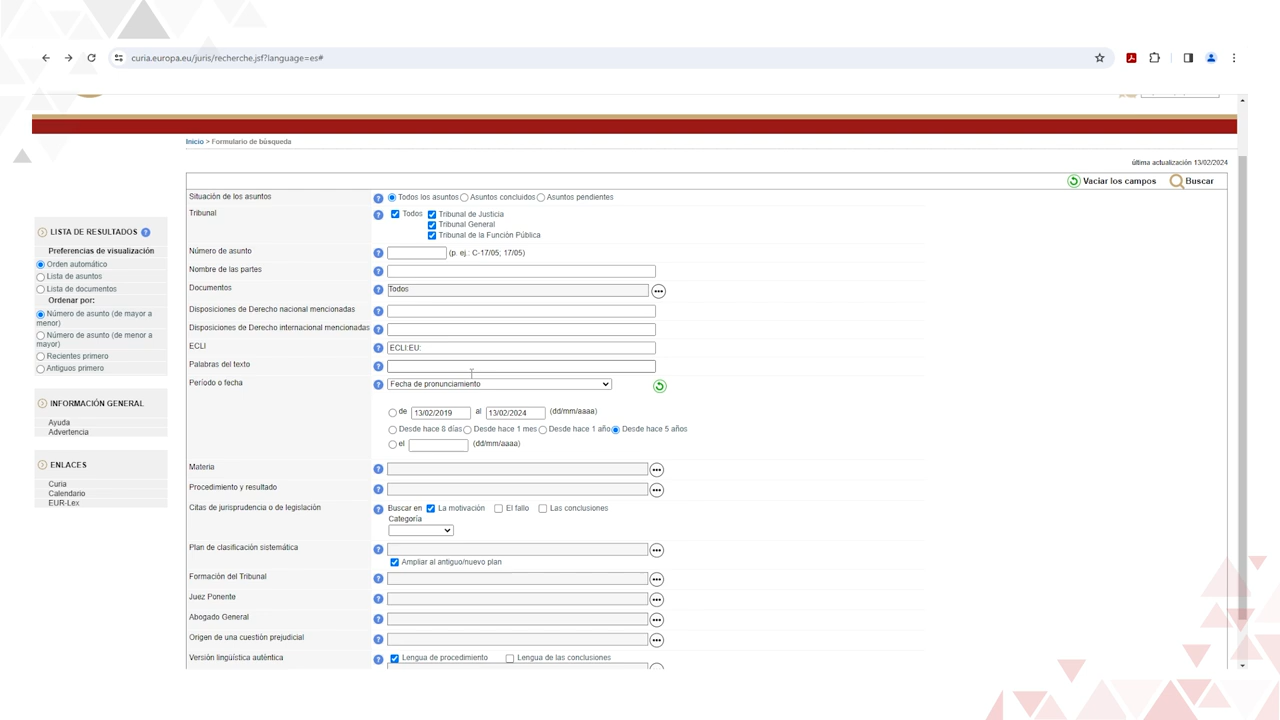 curia.europa.eu/juris/recherche.jsf?language=es#
Inicio > Formulario de búsqueda
última actualización 13/02/2024
Vaciar los campos Buscar
Situación de los asuntos ? Todos los asuntos Asuntos concluidos Asuntos pendientes
Tribunal ? Todos Tribunal de Justicia
Tribunal General
Tribunal de la Función Pública
Número de asunto ? (p. ej.: C-17/05; 17/05)
Nombre de las partes ?
Documentos ? Todos
Disposiciones de Derecho nacional mencionadas ?
Disposiciones de Derecho internacional mencionadas ?
ECLI ? ECLI:EU:
Palabras del texto ?
Período o fecha ? Fecha de pronunciamiento
de 13/02/2019 al 13/02/2024 (dd/mm/aaaa)
Desde hace 8 días Desde hace 1 mes Desde hace 1 año Desde hace 5 años
el (dd/mm/aaaa)
Materia ?
Procedimiento y resultado ?
Citas de jurisprudencia o de legislación ? Buscar en La motivación El fallo Las conclusiones
Categoría
Plan de clasificación sistemática ?
Ampliar al antiguo/nuevo plan
Formación del Tribunal ?
Juez Ponente ?
Abogado General ?
Origen de una cuestión prejudicial ?
Versión lingüística auténtica ? Lengua de procedimiento Lengua de las conclusiones
LISTA DE RESULTADOS ?
Preferencias de visualización
Orden automático
Lista de asuntos
Lista de documentos
Ordenar por:
Número de asunto (de mayor a
menor)
Número de asunto (de menor a
mayor)
Recientes primero
Antiguos primero
INFORMACIÓN GENERAL
Ayuda
Advertencia
ENLACES
Curia
Calendario
EUR-Lex